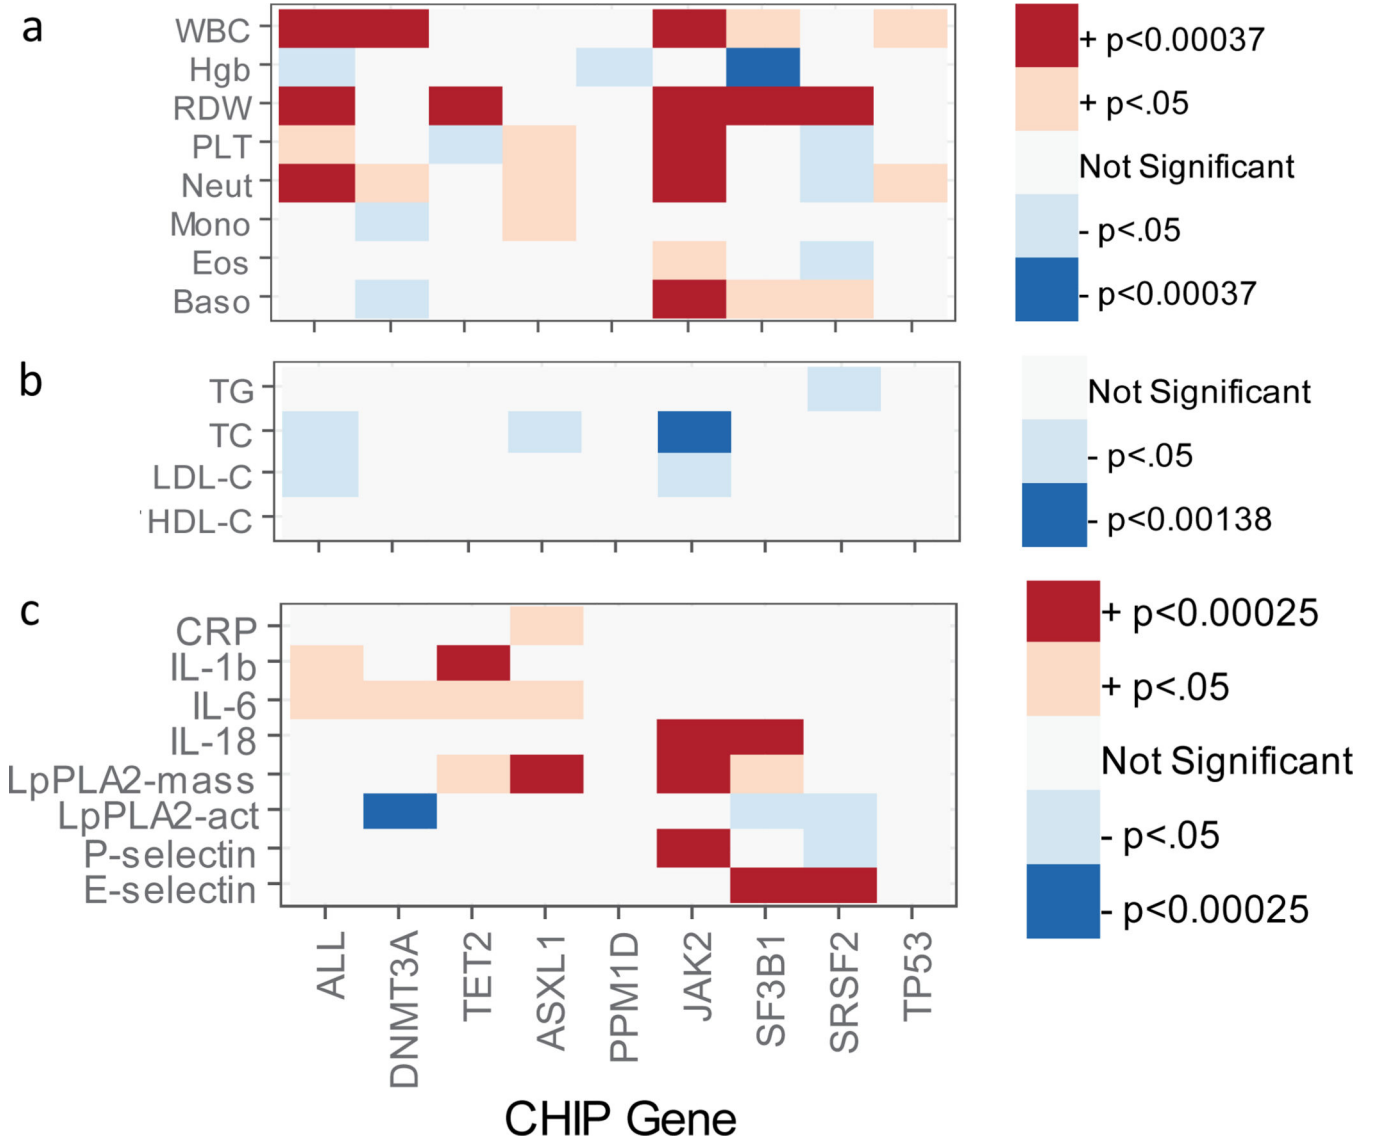 a
WBC
Hgb
RDW
PLT
Neut
Mono
Eos
Baso
+ p<0.00037
+ p<.05
Not Significant
- p<.05
- p<0.00037
b
TG
TC
LDL-C
'HDL-C
Not Significant
- p<.05
- p<0.00138
c
CRP
IL-1b
IL-6
IL-18
LpPLA2-mass
LpPLA2-act
P-selectin
E-selectin
+ p<0.00025
+ p<.05
Not Significant
- p<.05
- p<0.00025
ALL
DNMT3A
TET2
ASXL1
PPM1D
JAK2
SF3B1
SRSF2
TP53
CHIP Gene